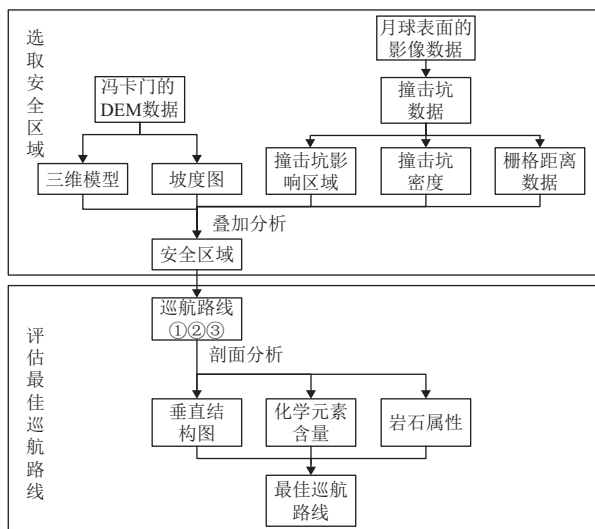 选取安全区域
月球表面的
影像数据
冯卡门的
DEM数据
撞击坑
数据
三维模型
坡度图
撞击坑影
响区域
撞击坑
密度
栅格距离
数据
叠加分析
安全区域
评估最佳巡航路线
巡航路线
①②③
剖面分析
垂直结
构图
化学元素
含量
岩石属性
最佳巡航
路线